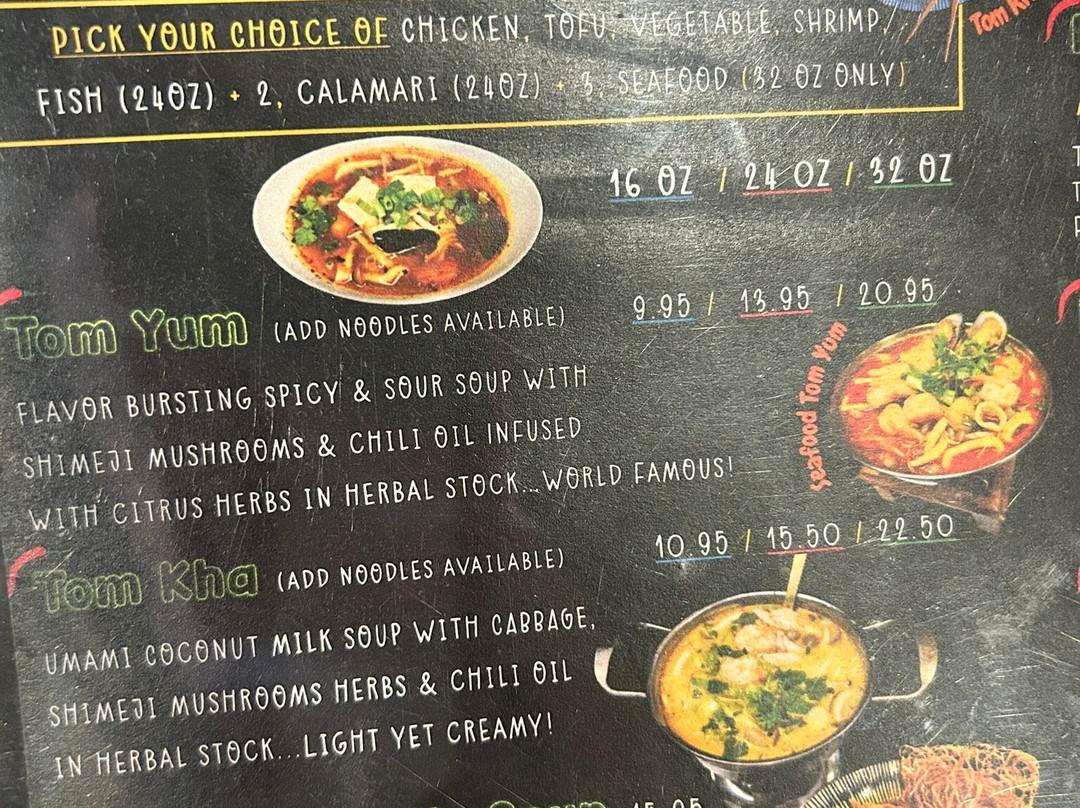 PICK YOUR CHOICE OF CHICKEN, TOFU, VEGETABLE, SHRIMP,
FISH (24OZ) + 2, CALAMARI (24OZ) + 3, SEAFOOD (32 OZ ONLY)
16 OZ / 24 OZ / 32 OZ
Tom Yum (ADD NOODLES AVAILABLE) 9.95 / 13.95 / 20.95
FLAVOR BURSTING SPICY & SOUR SOUP WITH
SHIMEJI MUSHROOMS & CHILI OIL INFUSED
WITH CITRUS HERBS IN HERBAL STOCK...WORLD FAMOUS!
Seafood Tom Yum
Tom Kha (ADD NOODLES AVAILABLE) 10.95 / 15.50 / 22.50
UMAMI COCONUT MILK SOUP WITH CABBAGE,
SHIMEJI MUSHROOMS HERBS & CHILI OIL
IN HERBAL STOCK...LIGHT YET CREAMY!
Tom